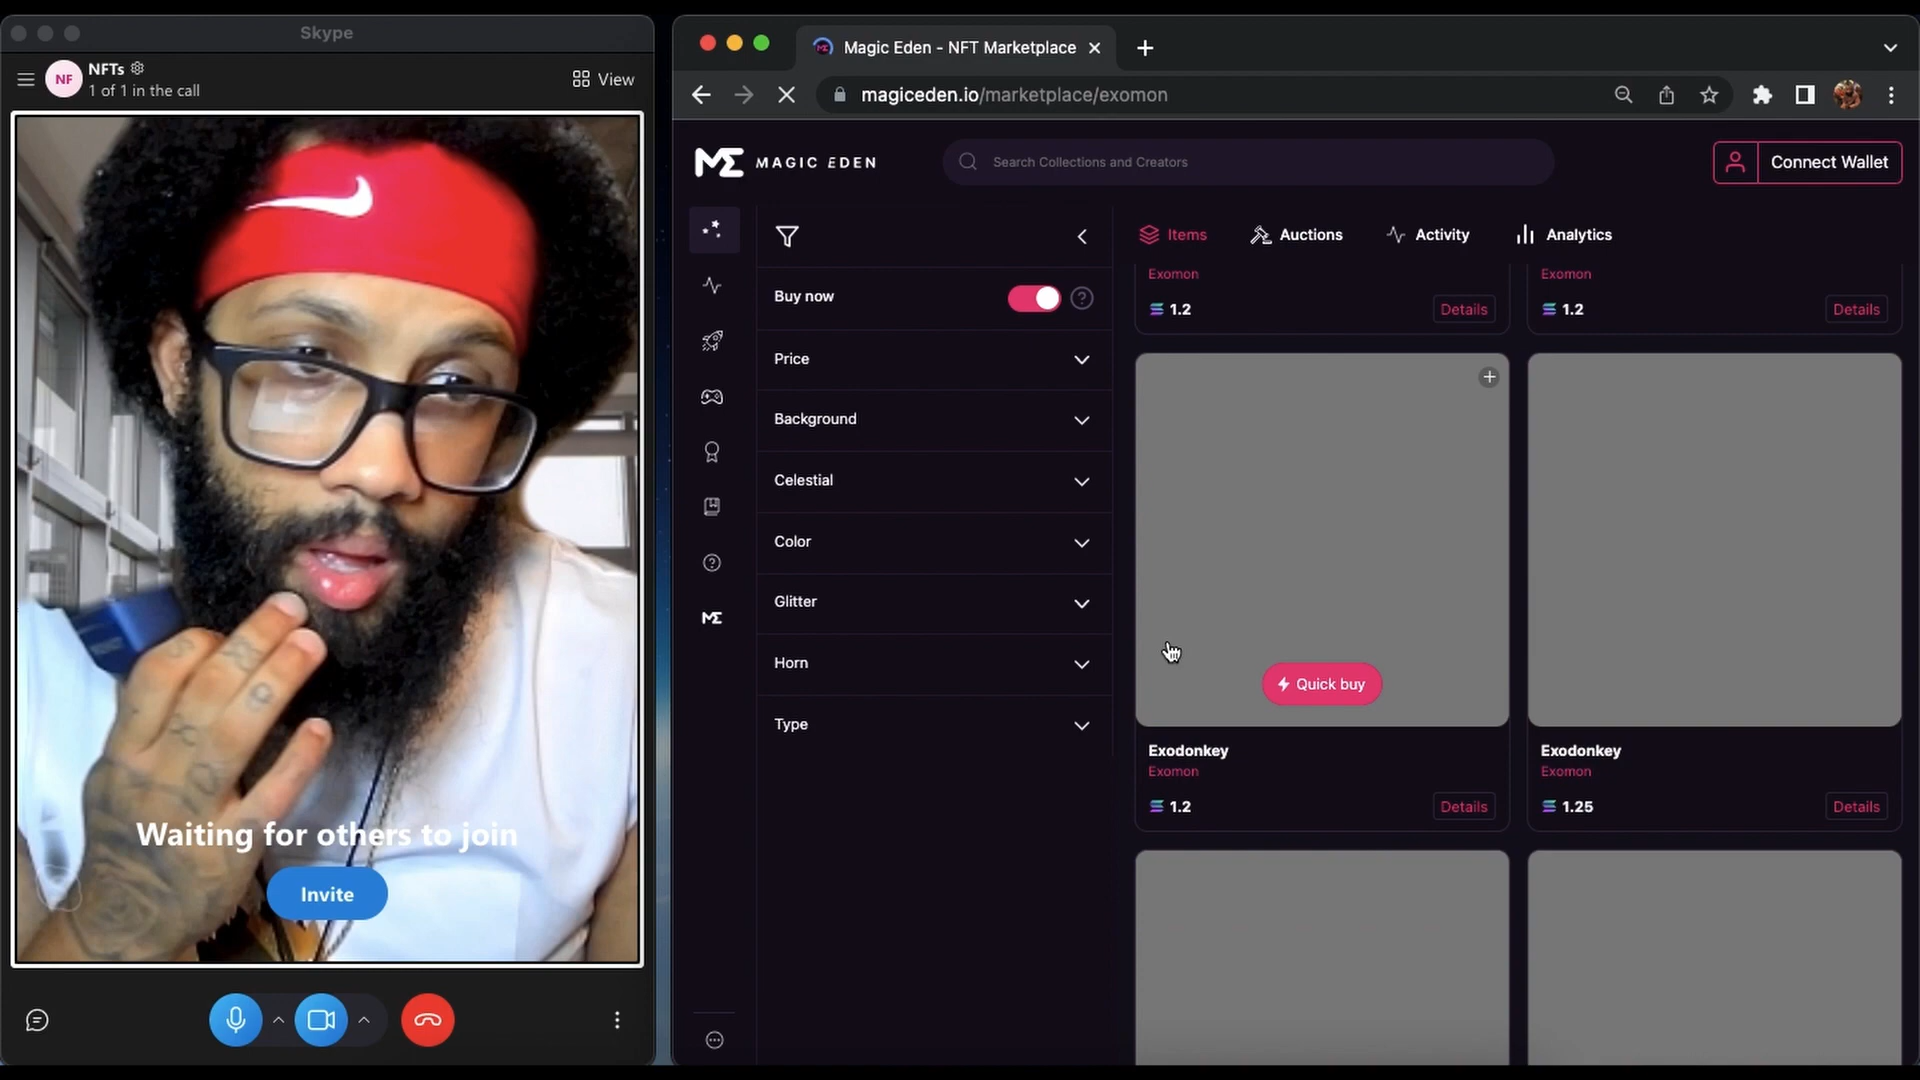 Skype
NFTs
NF
1 of 1 in the call
View
Waiting for others to join
Invite
Magic Eden - NFT Marketplace
magiceden.io/marketplace/exomon
MAGIC EDEN
Search Collections and Creators
Connect Wallet
Items
Auctions
Activity
Analytics
Buy now
Price
Background
Celestial
Color
Glitter
Horn
Type
Exomon
1.2
Details
Exomon
1.2
Details
Quick buy
Exodonkey
Exomon
1.2
Details
Exodonkey
Exomon
1.25
Details